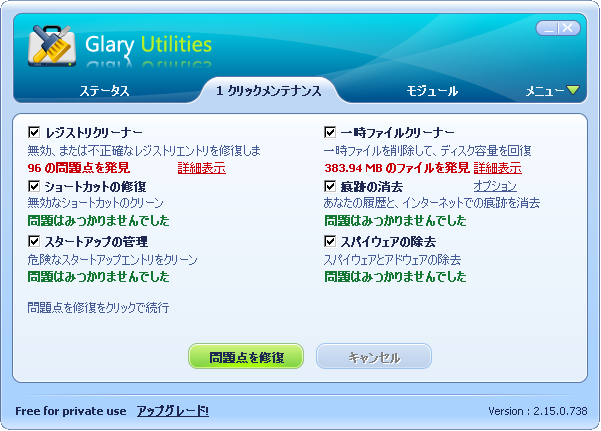 Glary Utilities
ステータス
1 クリックメンテナンス
モジュール
メニュー
レジストリクリーナー
無効、または不正確なレジストリエントリを修復しま
96 の問題点を発見 詳細表示
ショートカットの修復
無効なショートカットのクリーン
問題はみつかりませんでした
スタートアップの管理
危険なスタートアップエントリをクリーン
問題はみつかりませんでした
一時ファイルクリーナー
一時ファイルを削除して、ディスク容量を回復
383.94 MB のファイルを発見 詳細表示
痕跡の消去 オプション
あなたの履歴と、インターネットでの痕跡を消去
問題はみつかりませんでした
スパイウェアの除去
スパイウェアとアドウェアの除去
問題はみつかりませんでした
問題点を修復をクリックで続行
問題点を修復
キャンセル
Free for private use アップグレード!
Version : 2.15.0.738